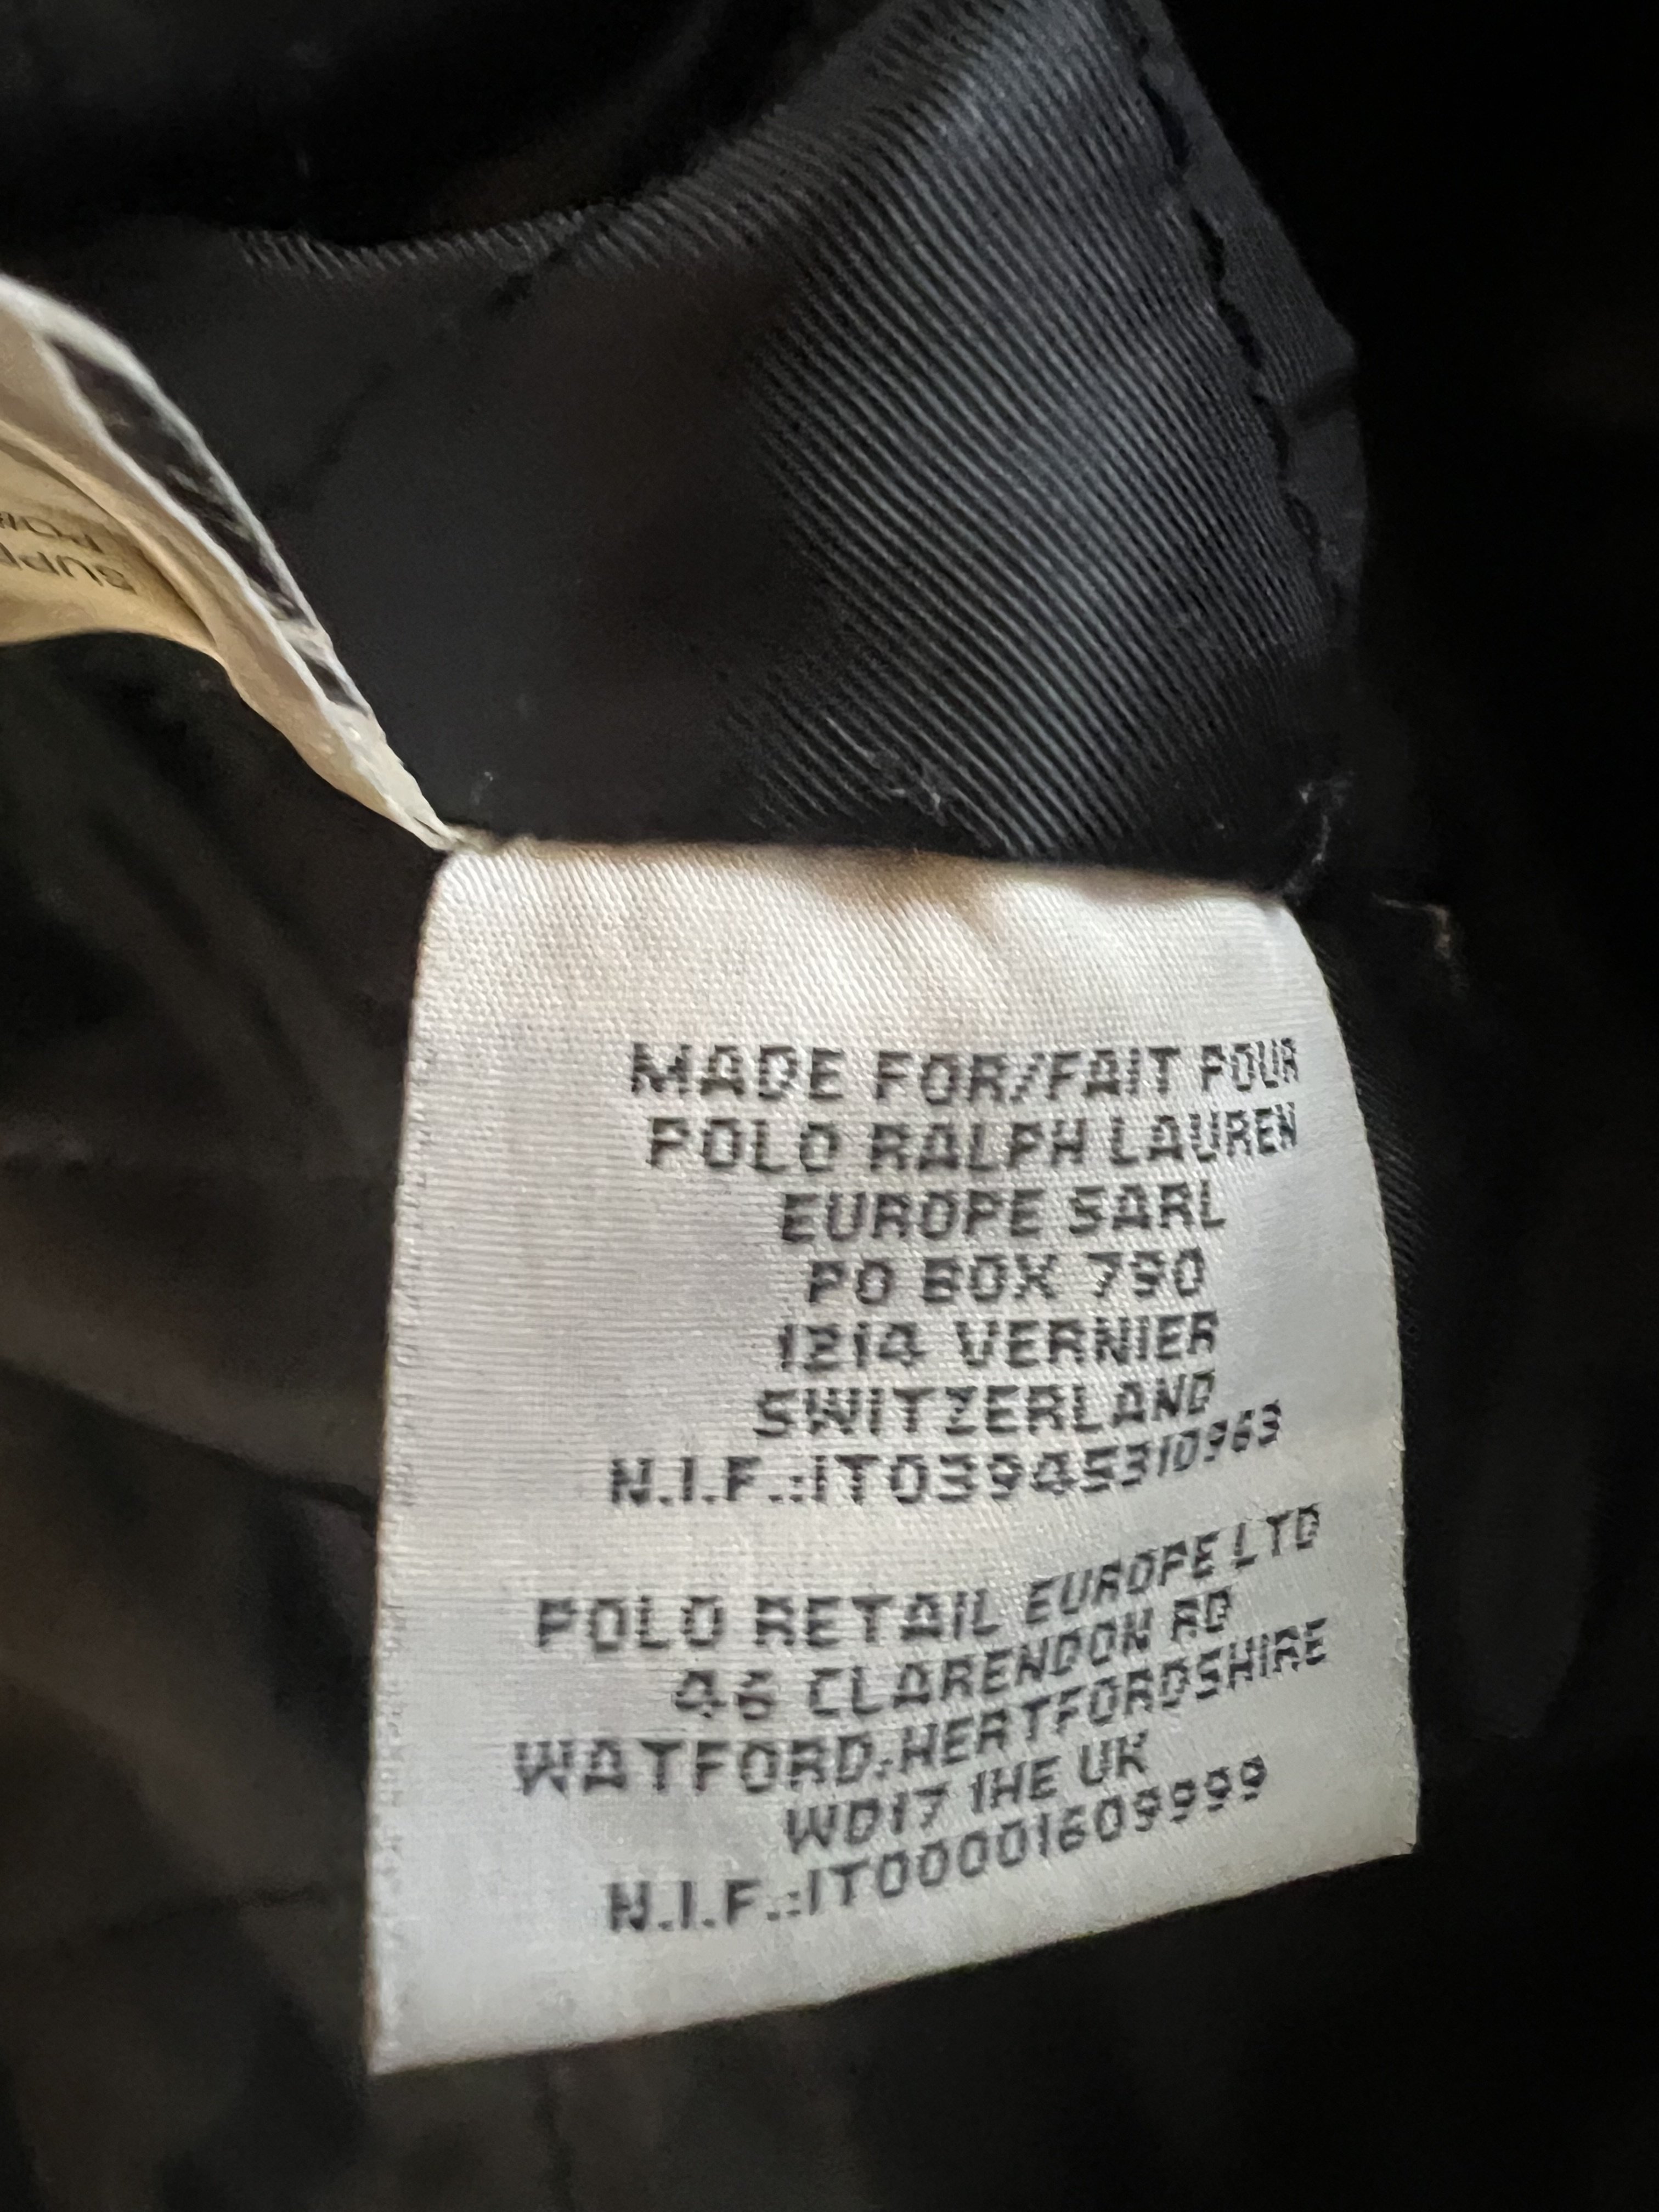 MADE FOR/FAIT POUR
POLO RALPH LAUREN
EUROPE SARL
PO BOX 790
1214 VERNIER
SWITZERLAND
N.I.F.:IT03945310963
POLO RETAIL EUROPE LTD
46 CLARENDON RD
WATFORD.HERTFORDSHIRE
WD17 1HE UK
N.I.F.:IT00001609999